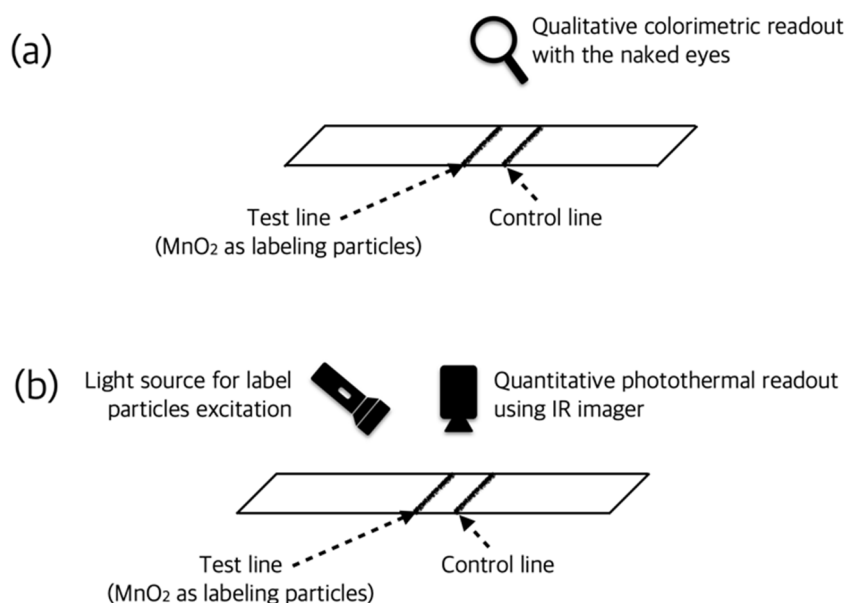 (a)
Qualitative colorimetric readout
with the naked eyes
Test line
(MnO₂ as labeling particles)
Control line
(b)
Light source for label
particles excitation
Quantitative photothermal readout
using IR imager
Test line
(MnO₂ as labeling particles)
Control line